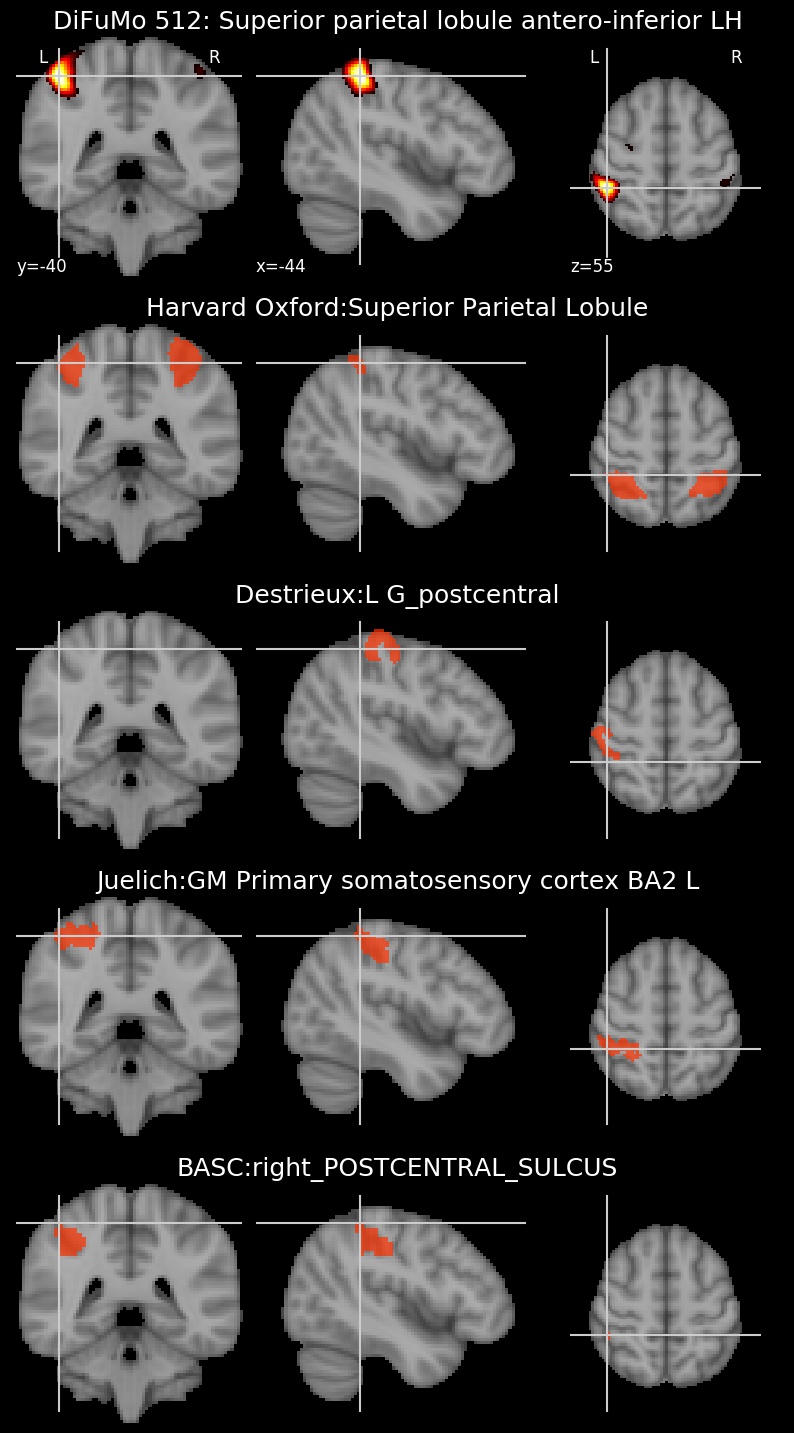 DiFuMo 512: Superior parietal lobule antero-inferior LH
L R L R
y=-40 x=-44 z=55
Harvard Oxford:Superior Parietal Lobule
Destrieux:L G_postcentral
Juelich:GM Primary somatosensory cortex BA2 L
BASC:right_POSTCENTRAL_SULCUS